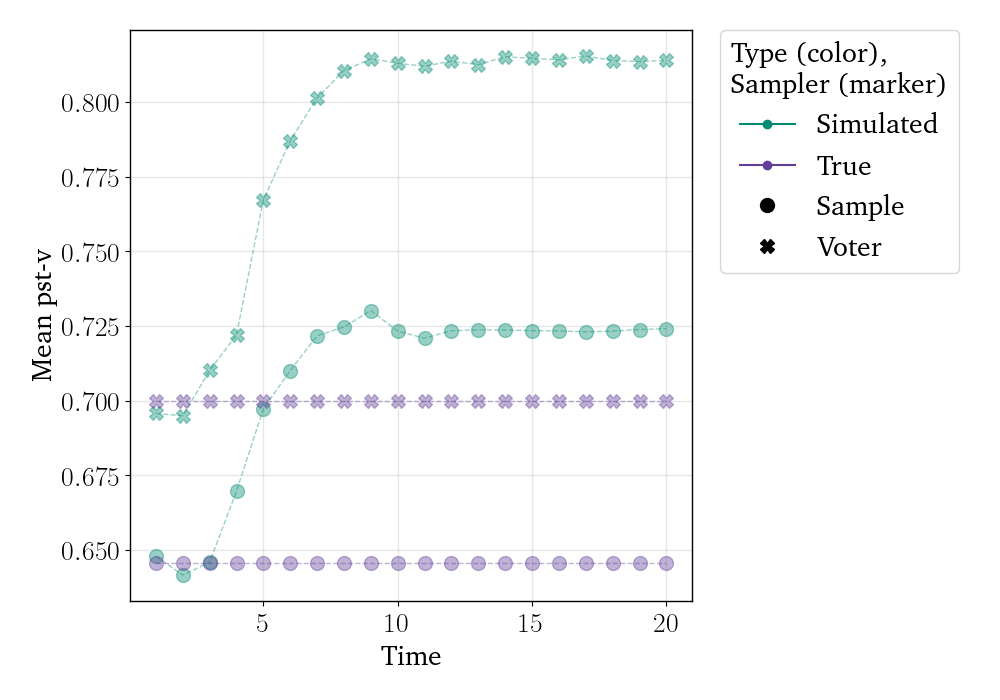 0.800
0.775
0.750
0.725
0.700
0.675
0.650
Mean pst-v
5 10 15 20
Time
Type (color),
Sampler (marker)
Simulated
True
Sample
Voter